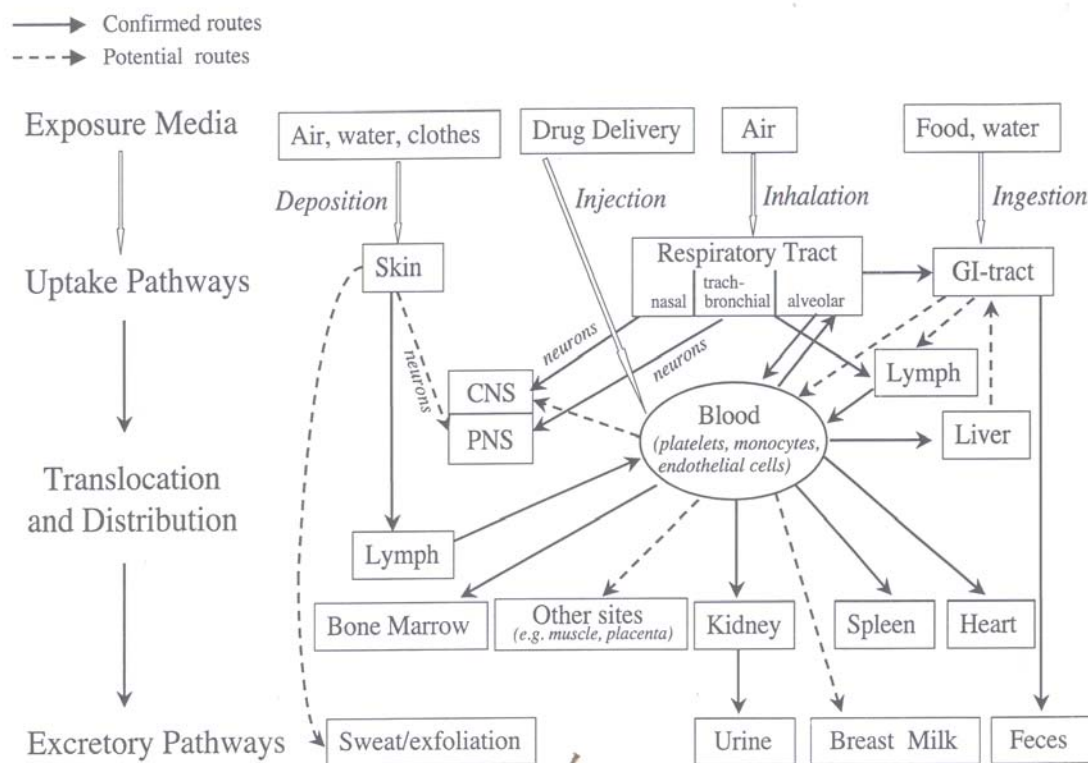 Confirmed routes
Potential routes
Exposure Media
Air, water, clothes
Drug Delivery
Air
Food, water
Deposition
Injection
Inhalation
Ingestion
Uptake Pathways
Skin
Respiratory Tract
nasal
trach-
bronchial
alveolar
GI-tract
neurons
neurons
neurons
CNS
PNS
Blood
(platelets, monocytes,
endothelial cells)
Lymph
Liver
Translocation
and Distribution
Lymph
Bone Marrow
Other sites
(e.g. muscle, placenta)
Kidney
Spleen
Heart
Excretory Pathways
Sweat/exfoliation
Urine
Breast Milk
Feces